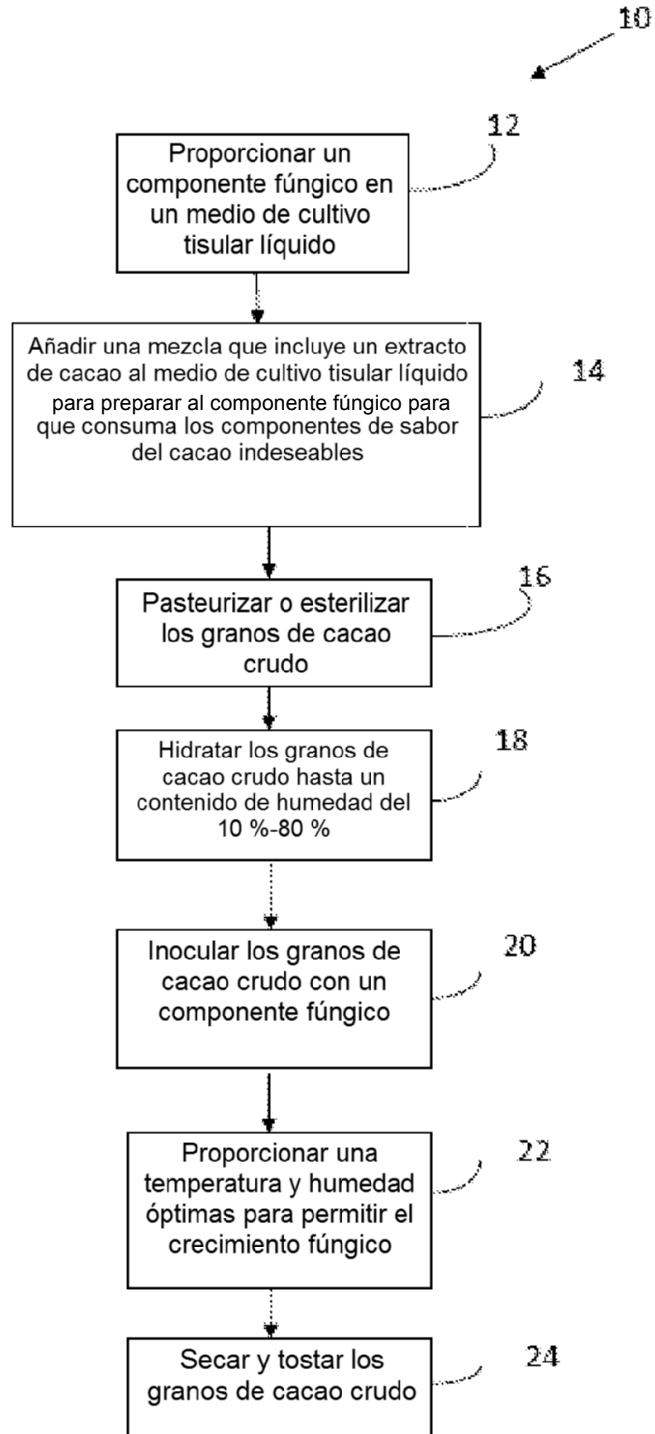 10
12
Proporcionar un
componente fúngico en
un medio de cultivo
tisular líquido
Añadir una mezcla que incluye un extracto
de cacao al medio de cultivo tisular líquido
para preparar al componente fúngico para
que consuma los componentes de sabor
del cacao indeseables
14
16
Pasteurizar o esterilizar
los granos de cacao
crudo
18
Hidratar los granos de
cacao crudo hasta un
contenido de humedad del
10 %-80 %
Inocular los granos de
cacao crudo con un
componente fúngico
20
Proporcionar una
temperatura y humedad
óptimas para permitir el
crecimiento fúngico
22
Secar y tostar los
granos de cacao crudo
24